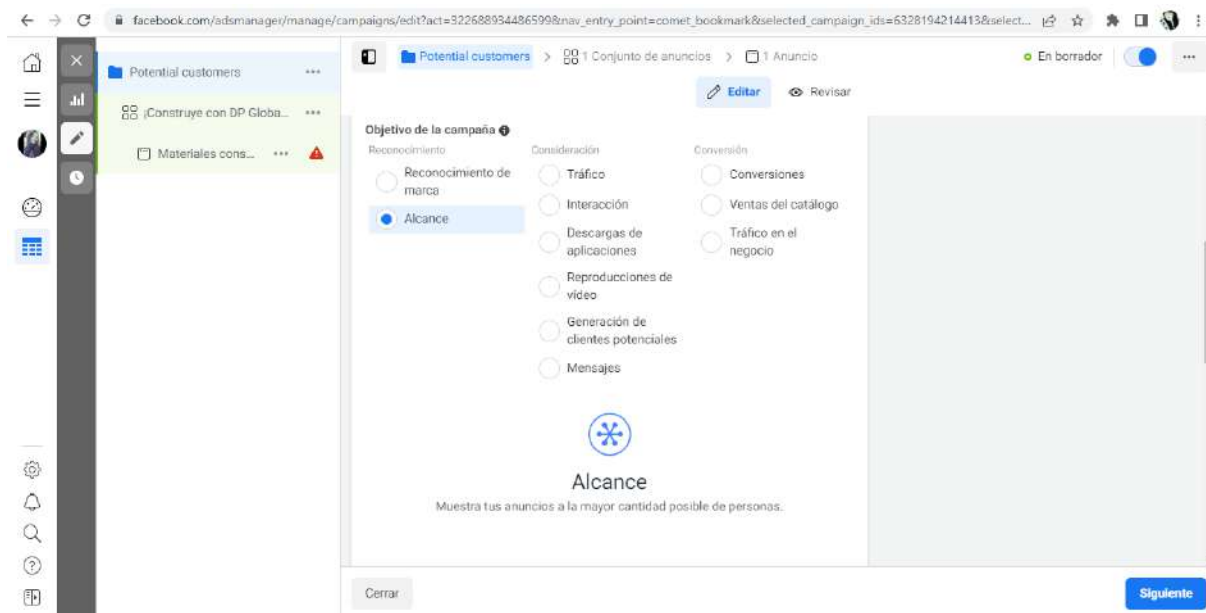 facebook.com/adsmanager/manage/campaigns/edit?act=322688934486599&nav_entry_point=comet_bookmark&selected_campaign_ids=6328194214413&select...
Potential customers
¡Construye con DP Globa...
Materiales cons...
Potential customers > 1 Conjunto de anuncios > 1 Anuncio
En borrador
Editar
Revisar
Objetivo de la campaña
Reconocimiento
Reconocimiento de
marca
Alcance
Consideración
Tráfico
Interacción
Descargas de
aplicaciones
Reproducciones de
vídeo
Generación de
clientes potenciales
Mensajes
Conversión
Conversiones
Ventas del catálogo
Tráfico en el
negocio
Alcance
Muestra tus anuncios a la mayor cantidad posible de personas.
Cerrar
Siguiente